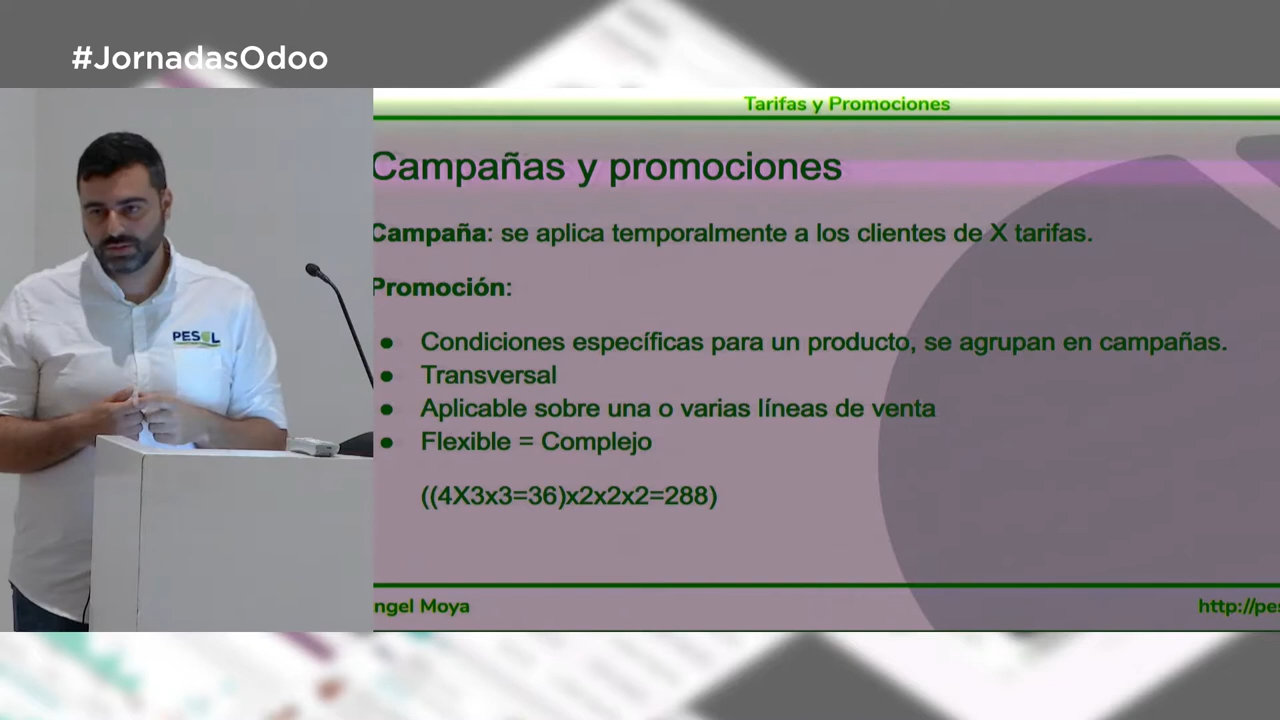 #JornadasOdoo
Tarifas y Promociones
Campañas y promociones
Campaña: se aplica temporalmente a los clientes de X tarifas.
Promoción:
● Condiciones específicas para un producto, se agrupan en campañas.
● Transversal
● Aplicable sobre una o varias líneas de venta
● Flexible = Complejo
((4X3x3=36)x2x2x2=288)
PESOL
ngel Moya
http://pes